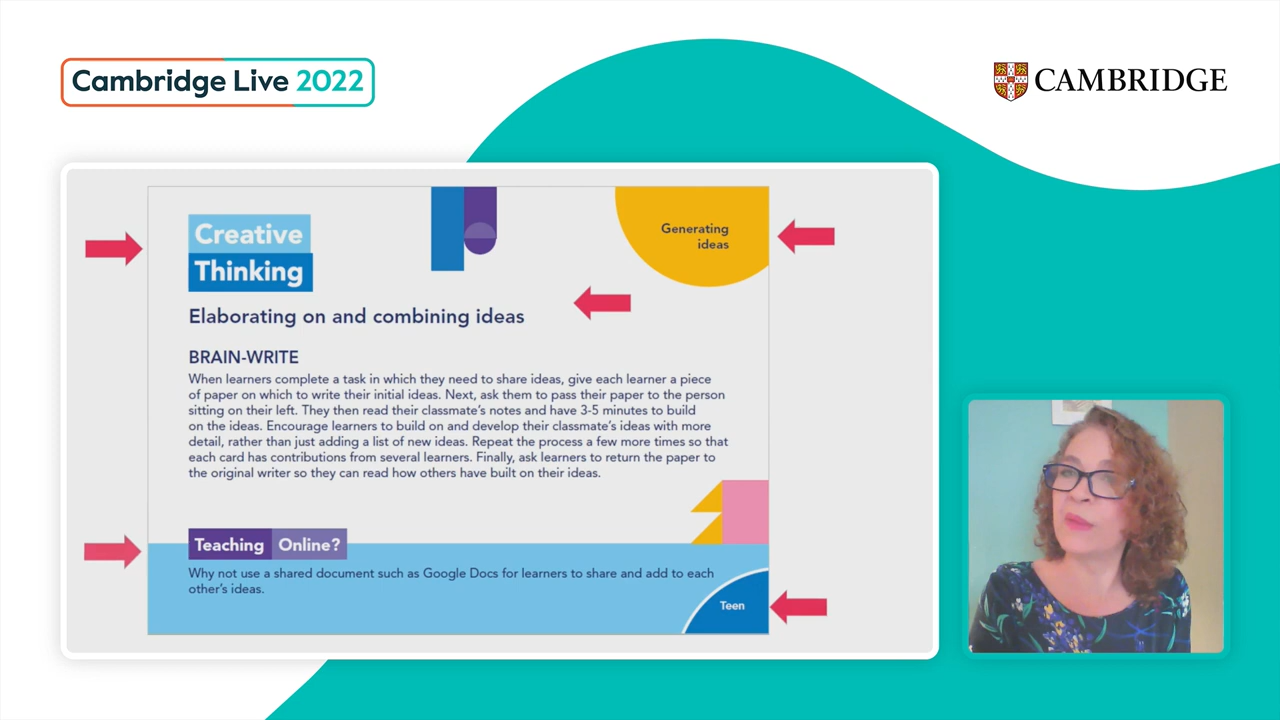 Cambridge Live 2022
CAMBRIDGE
Creative
Thinking
Generating
ideas
Elaborating on and combining ideas
BRAIN-WRITE
When learners complete a task in which they need to share ideas, give each learner a piece
of paper on which to write their initial ideas. Next, ask them to pass their paper to the person
sitting on their left. They then read their classmate's notes and have 3-5 minutes to build
on the ideas. Encourage learners to build on and develop their classmate's ideas with more
detail, rather than just adding a list of new ideas. Repeat the process a few more times so that
each card has contributions from several learners. Finally, ask learners to return the paper to
the original writer so they can read how others have built on their ideas.
Teaching Online?
Why not use a shared document such as Google Docs for learners to share and add to each
other's ideas.
Teen